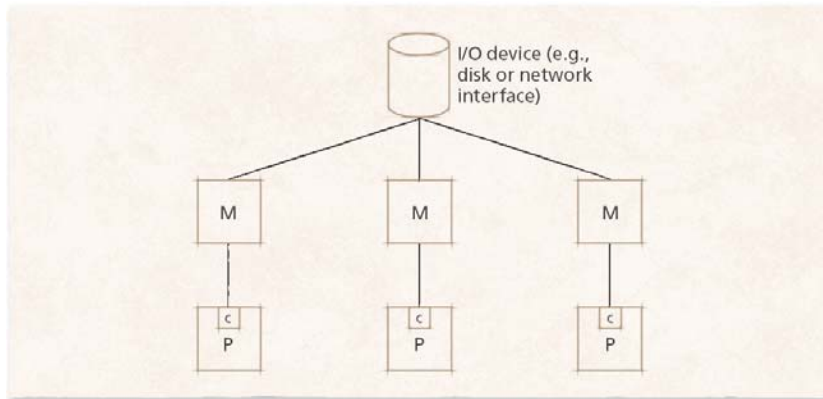 I/O device (e.g.,
disk or network
interface)
M
M
M
c
c
c
P
P
P